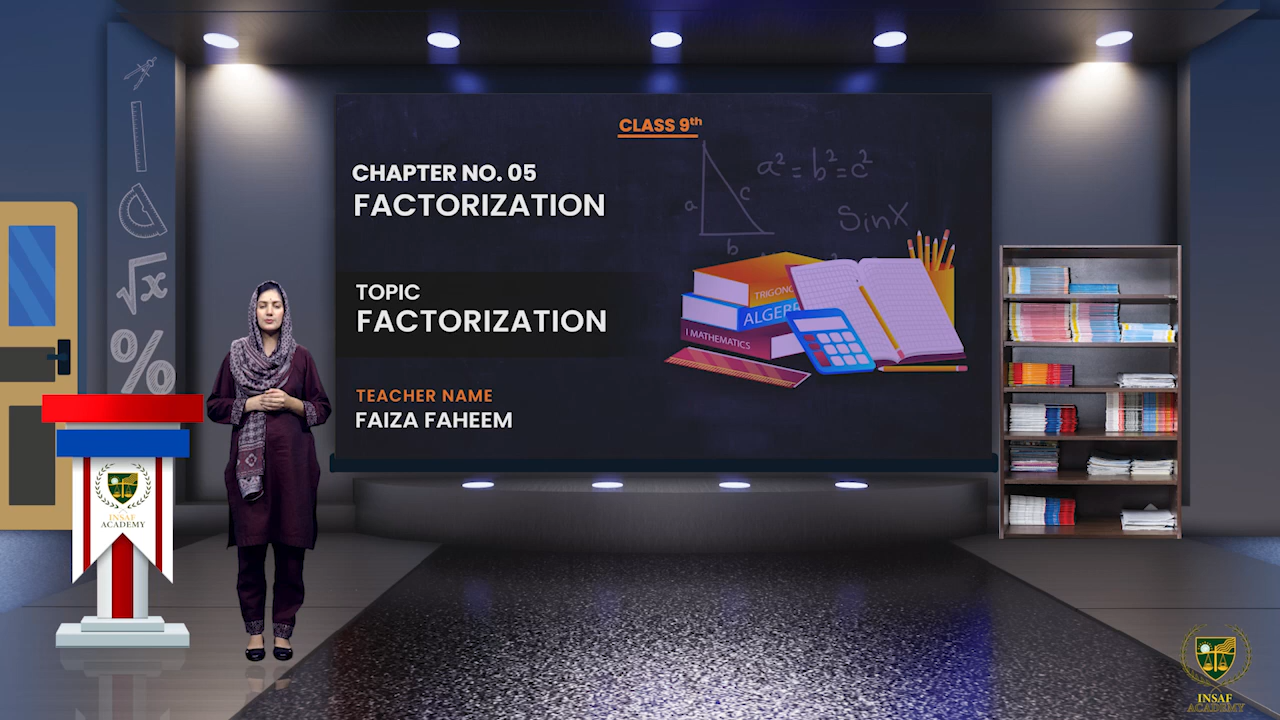 CLASS 9th
CHAPTER NO. 05
FACTORIZATION
a² = b² = c²
a
c
b
SinX
TOPIC
FACTORIZATION
TRIGONO
ALGEBR
I MATHEMATICS
TEACHER NAME
FAIZA FAHEEM
√x
%
INSAF
ACADEMY
INSAF
ACADEMY